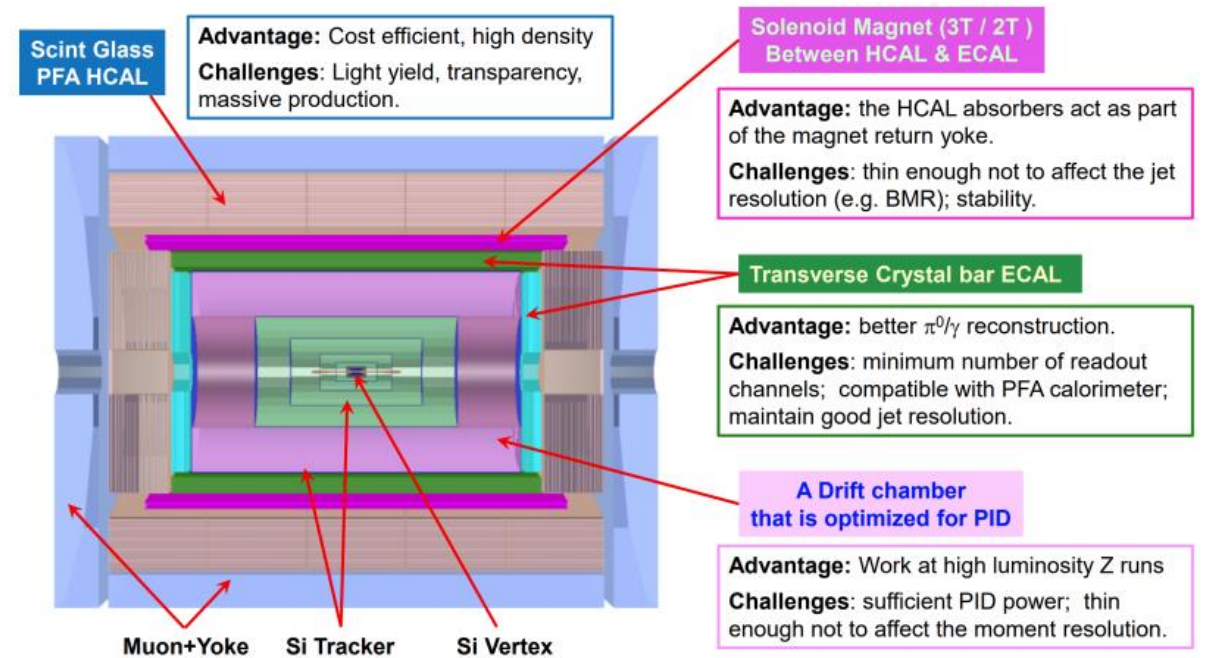 Scint Glass
PFA HCAL
Advantage: Cost efficient, high density
Challenges: Light yield, transparency,
massive production.
Solenoid Magnet (3T / 2T )
Between HCAL & ECAL
Advantage: the HCAL absorbers act as part
of the magnet return yoke.
Challenges: thin enough not to affect the jet
resolution (e.g. BMR); stability.
Transverse Crystal bar ECAL
Advantage: better π⁰/γ reconstruction.
Challenges: minimum number of readout
channels; compatible with PFA calorimeter;
maintain good jet resolution.
A Drift chamber
that is optimized for PID
Advantage: Work at high luminosity Z runs
Challenges: sufficient PID power; thin
enough not to affect the moment resolution.
Muon+Yoke
Si Tracker
Si Vertex